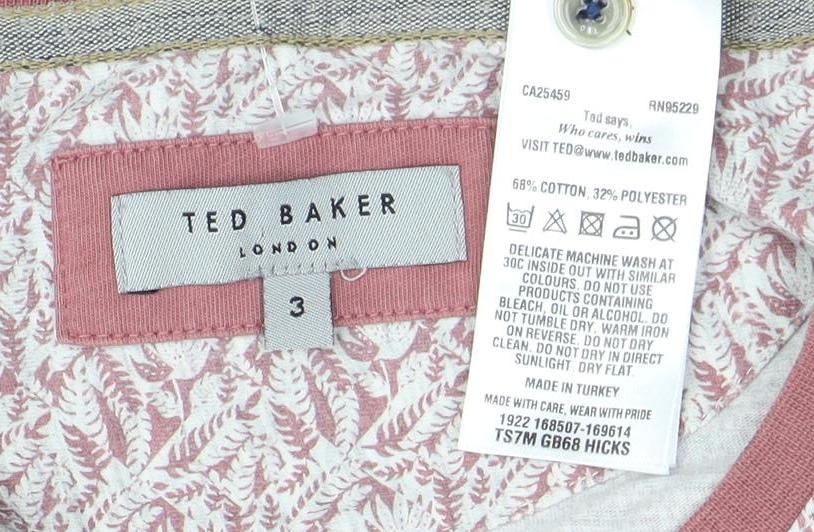 TED BAKER
LONDON
3
CA25459
RN95229
Ted says,
Who cares, wins
VISIT TED@www.tedbaker.com
68% COTTON, 32% POLYESTER
30
DELICATE MACHINE WASH AT
30C INSIDE OUT WITH SIMILAR
COLOURS. DO NOT USE
PRODUCTS CONTAINING
BLEACH, OIL OR ALCOHOL. DO
NOT TUMBLE DRY. WARM IRON
ON REVERSE. DO NOT DRY
CLEAN. DO NOT DRY IN DIRECT
SUNLIGHT. DRY FLAT.
MADE IN TURKEY
MADE WITH CARE, WEAR WITH PRIDE
1922 168507-169614
TS7M GB68 HICKS